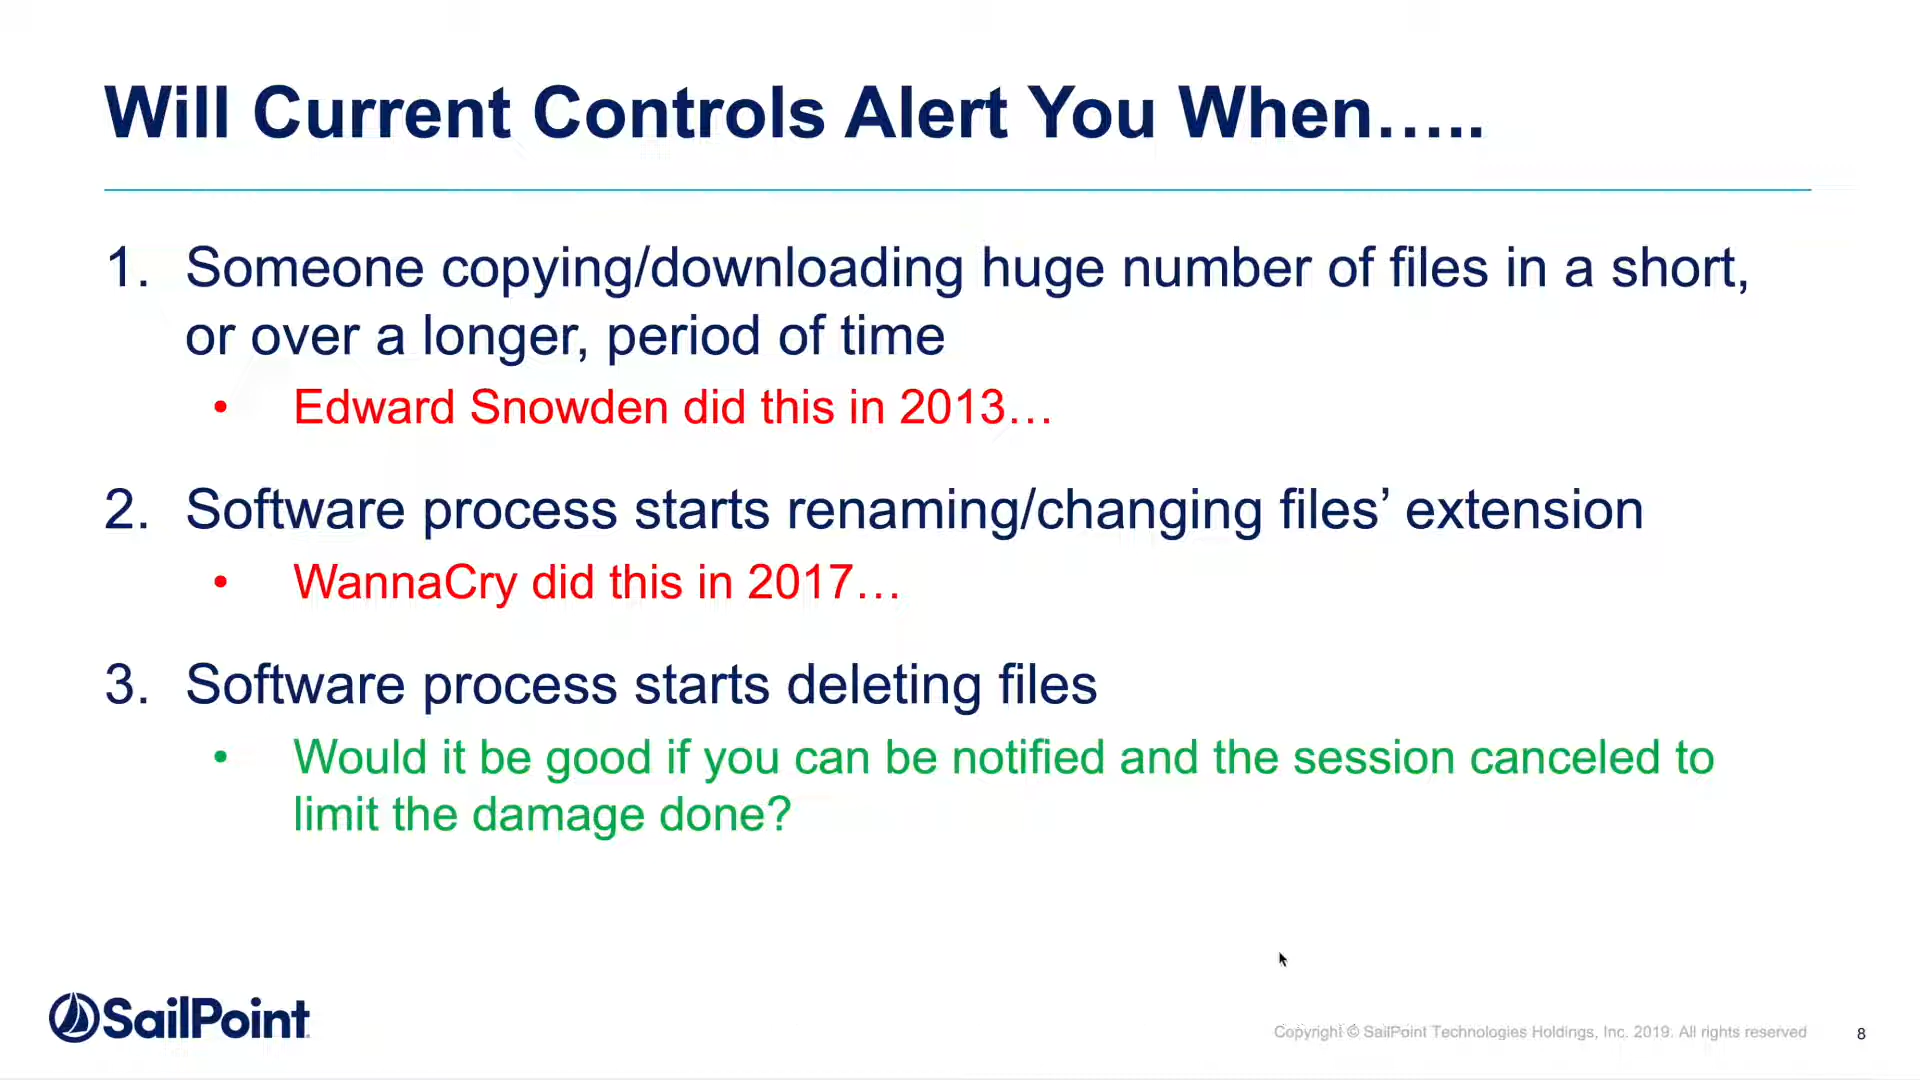 Will Current Controls Alert You When…..
1. Someone copying/downloading huge number of files in a short,
or over a longer, period of time
• Edward Snowden did this in 2013…
2. Software process starts renaming/changing files’ extension
• WannaCry did this in 2017…
3. Software process starts deleting files
• Would it be good if you can be notified and the session canceled to
limit the damage done?
SailPoint
Copyright © SailPoint Technologies Holdings, Inc. 2019. All rights reserved
8